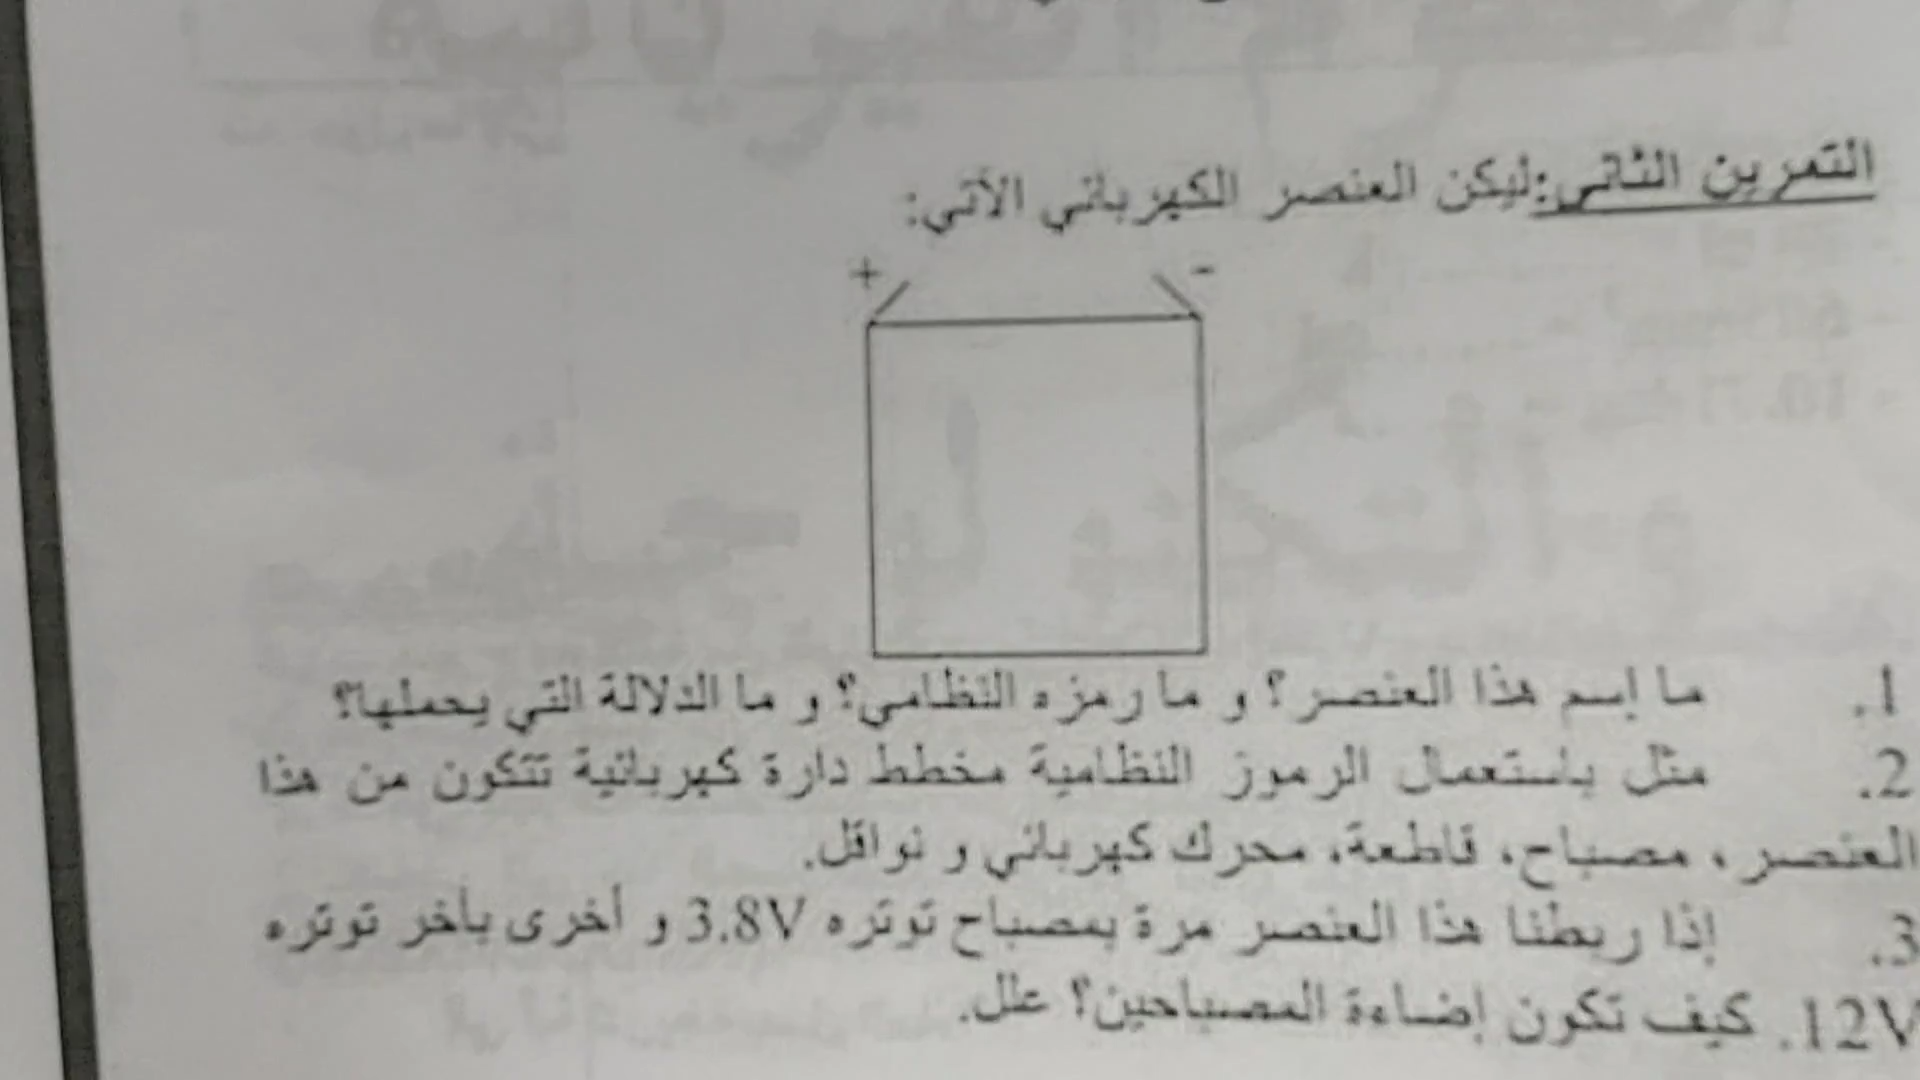 التمرين الثاني: ليكن العنصر الكهربائي الآتي:
+ -
1. ما إسم هذا العنصر؟ و ما رمزه النظامي؟ و ما الدلالة التي يحملها؟
2. مثل باستعمال الرموز النظامية مخطط دارة كهربائية تتكون من هذا
العنصر، مصباح، قاطعة، محرك كهربائي و نواقل.
3. إذا ربطنا هذا العنصر مرة بمصباح توتره 3.8V و أخرى بأخر توتره
12V. كيف تكون إضاءة المصباحين؟ علل.